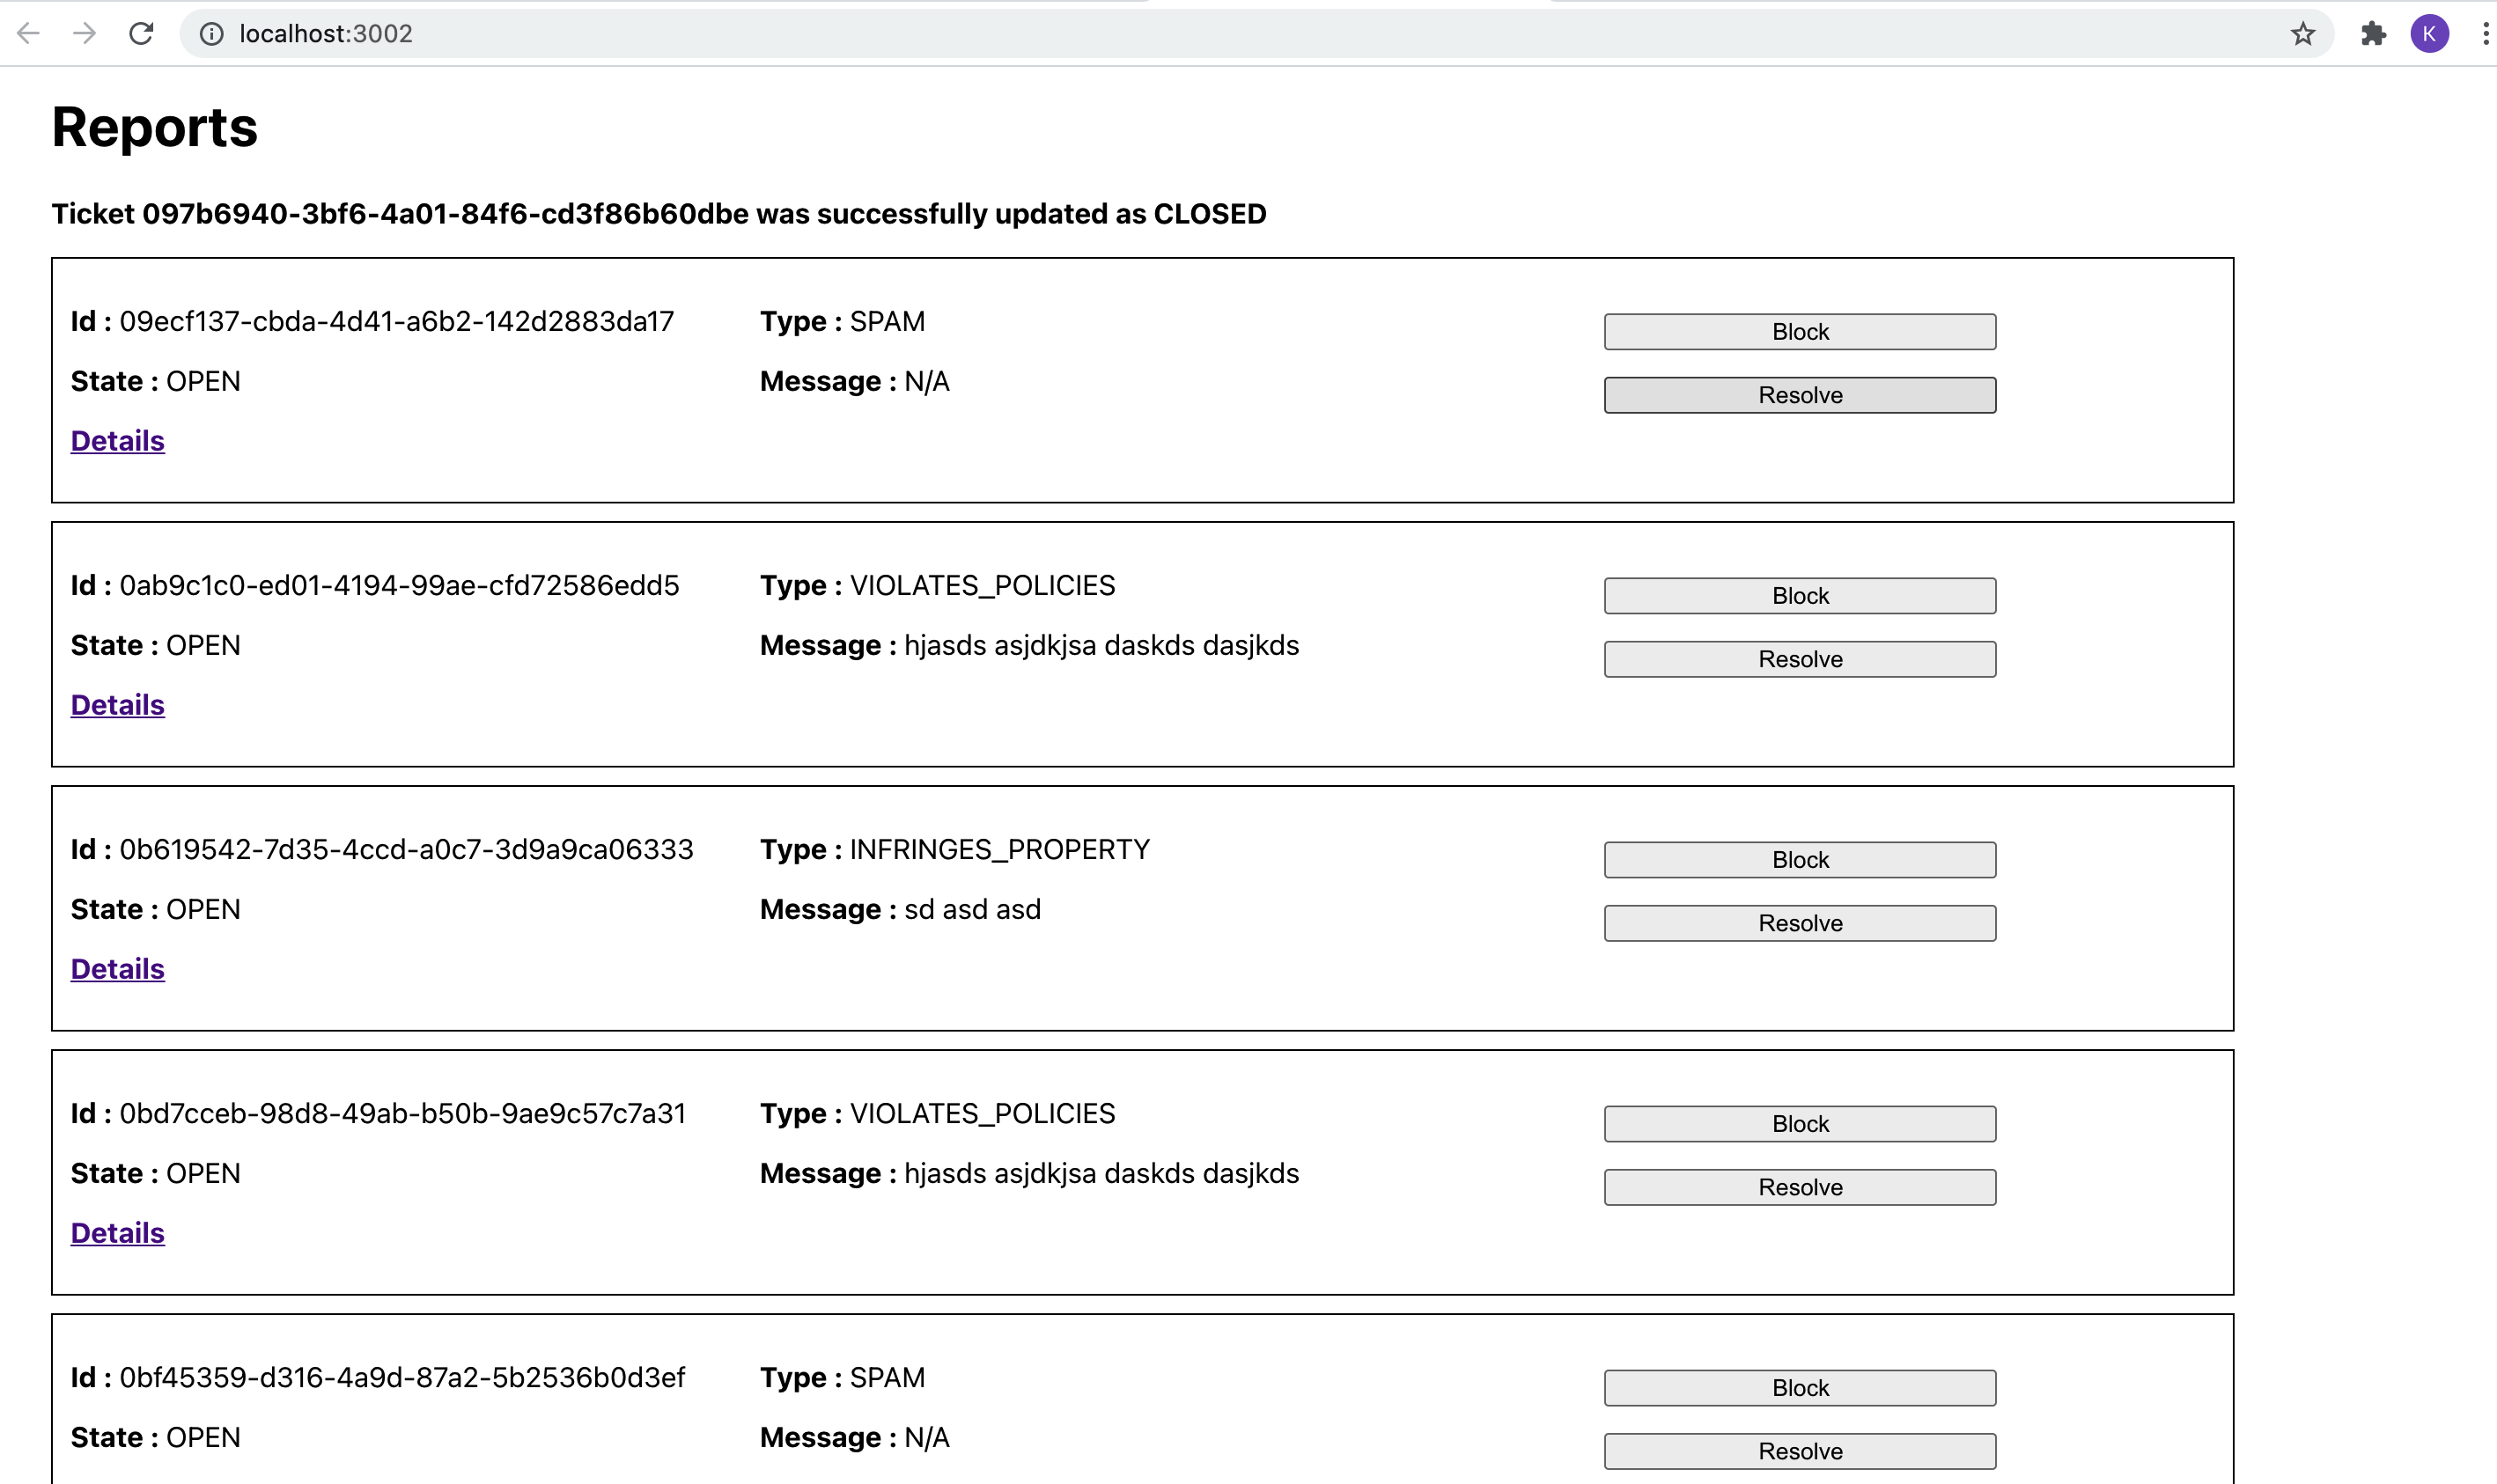 localhost:3002
K
Reports
Ticket 097b6940-3bf6-4a01-84f6-cd3f86b60dbe was successfully updated as CLOSED
Id : 09ecf137-cbda-4d41-a6b2-142d2883da17 Type : SPAM Block
State : OPEN Message : N/A Resolve
Details
Id : 0ab9c1c0-ed01-4194-99ae-cfd72586edd5 Type : VIOLATES_POLICIES Block
State : OPEN Message : hjasds asjdkjsa daskds dasjkds Resolve
Details
Id : 0b619542-7d35-4ccd-a0c7-3d9a9ca06333 Type : INFRINGES_PROPERTY Block
State : OPEN Message : sd asd asd Resolve
Details
Id : 0bd7cceb-98d8-49ab-b50b-9ae9c57c7a31 Type : VIOLATES_POLICIES Block
State : OPEN Message : hjasds asjdkjsa daskds dasjkds Resolve
Details
Id : 0bf45359-d316-4a9d-87a2-5b2536b0d3ef Type : SPAM Block
State : OPEN Message : N/A Resolve